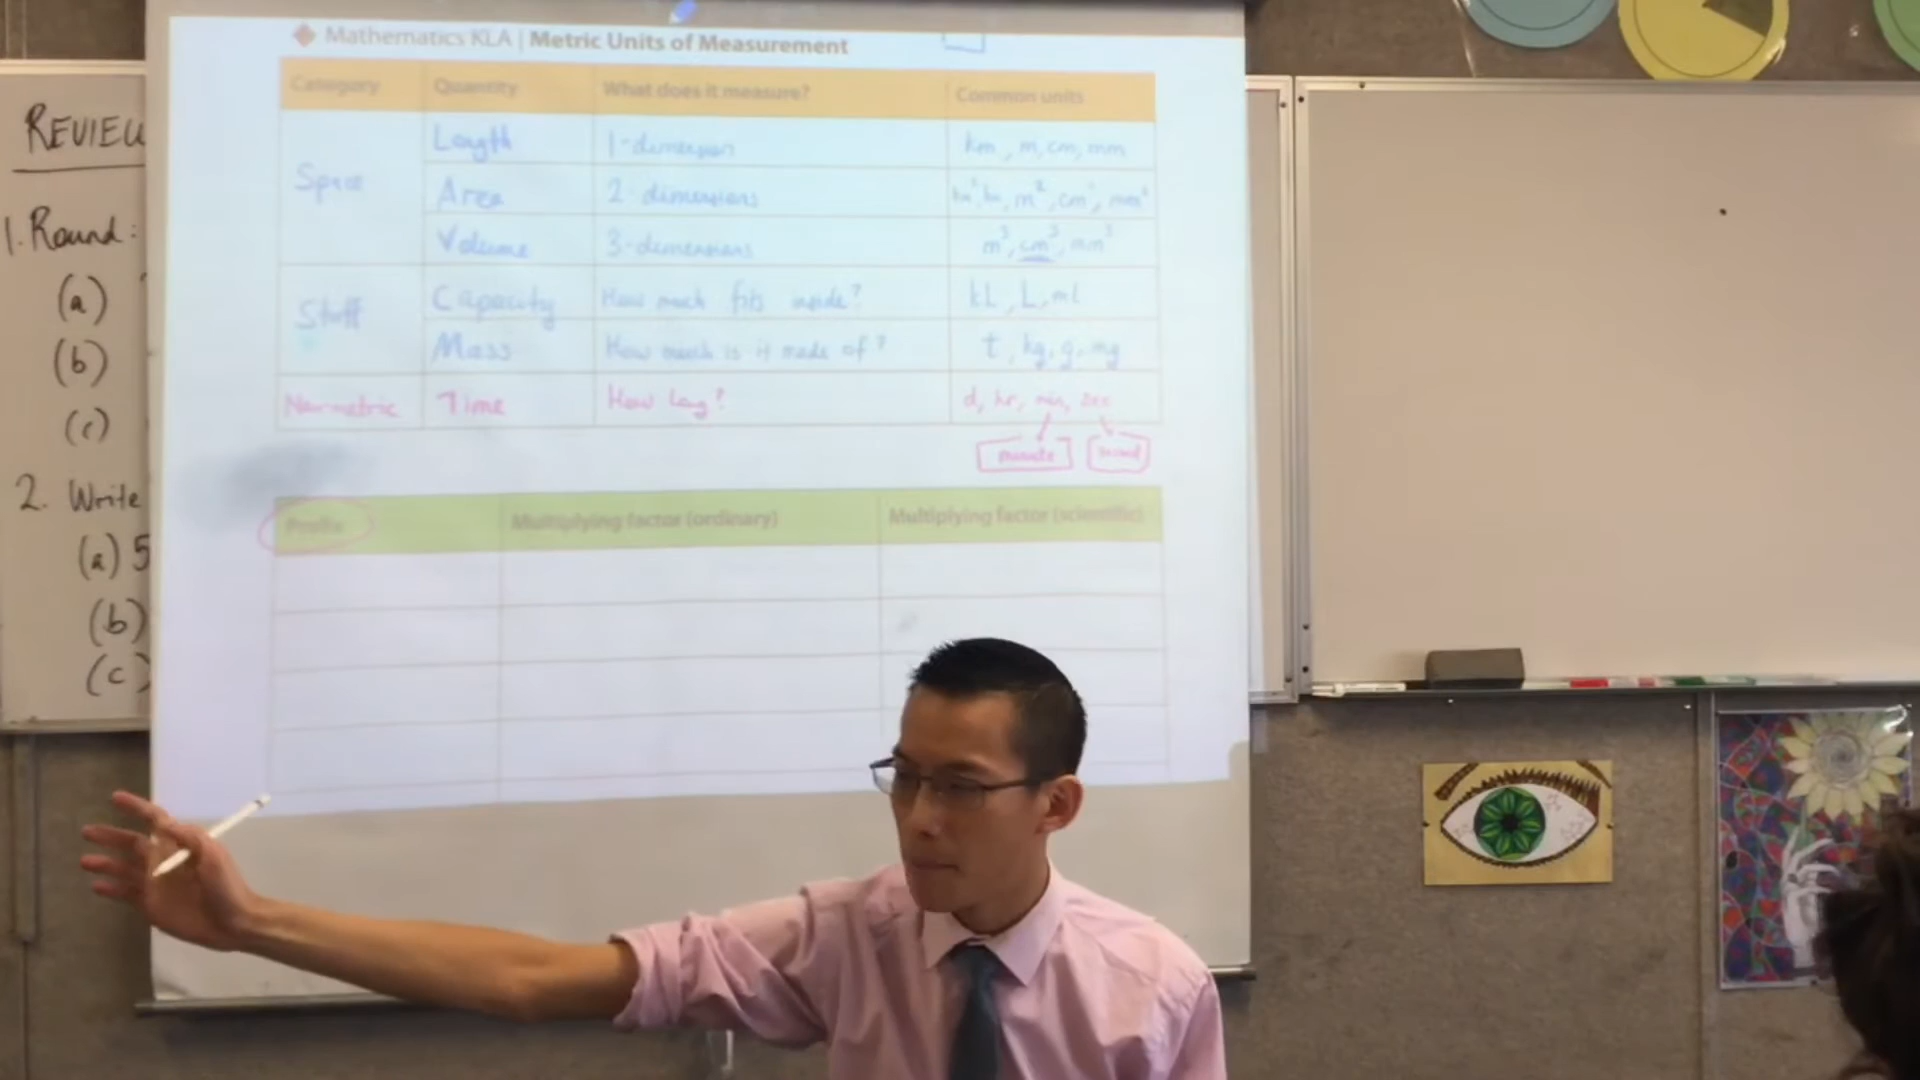 Mathematics KLA | Metric Units of Measurement
Category Quantity What does it measure? Common units
Space Length 1-dimension km, m, cm, mm
Area 2-dimensions m², cm², mm²
Volume 3-dimensions m³, cm³, mm³
Stuff Capacity How much fits inside? kL, L, ml
Mass How much is it made of? t, kg, g, mg
Non-metric Time How long? d, hr, min, sec
minute second
Prefix Multiplying factor (ordinary) Multiplying factor (scientific)
REVIEW
1. Round:
(a)
(b)
(c)
2. Write
(a) 5
(b)
(c)